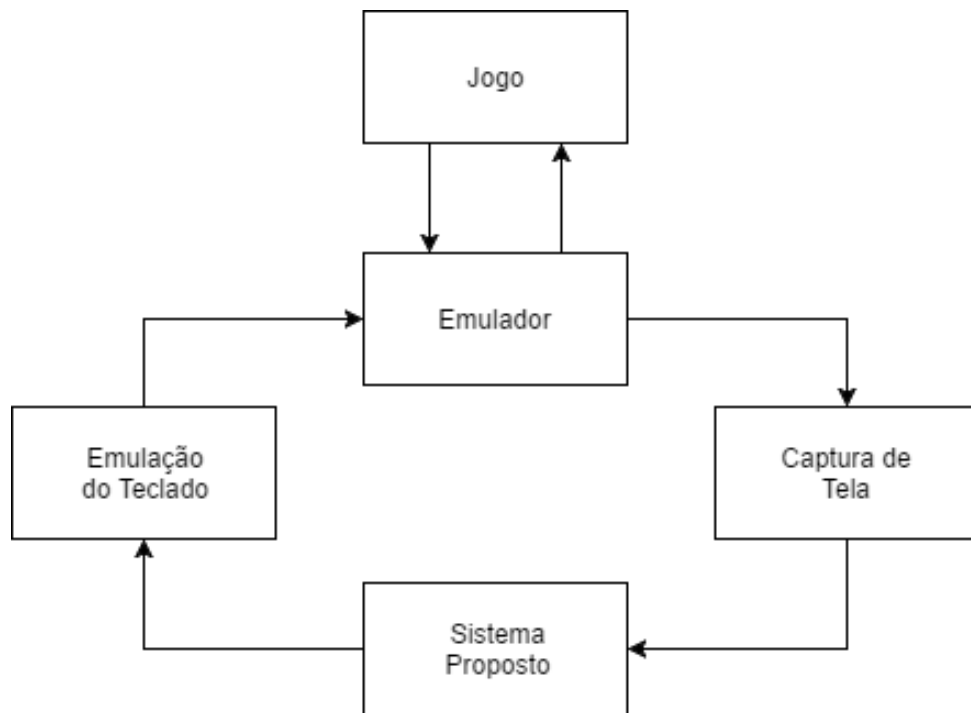 Jogo
Emulador
Emulação
do Teclado
Captura de
Tela
Sistema
Proposto